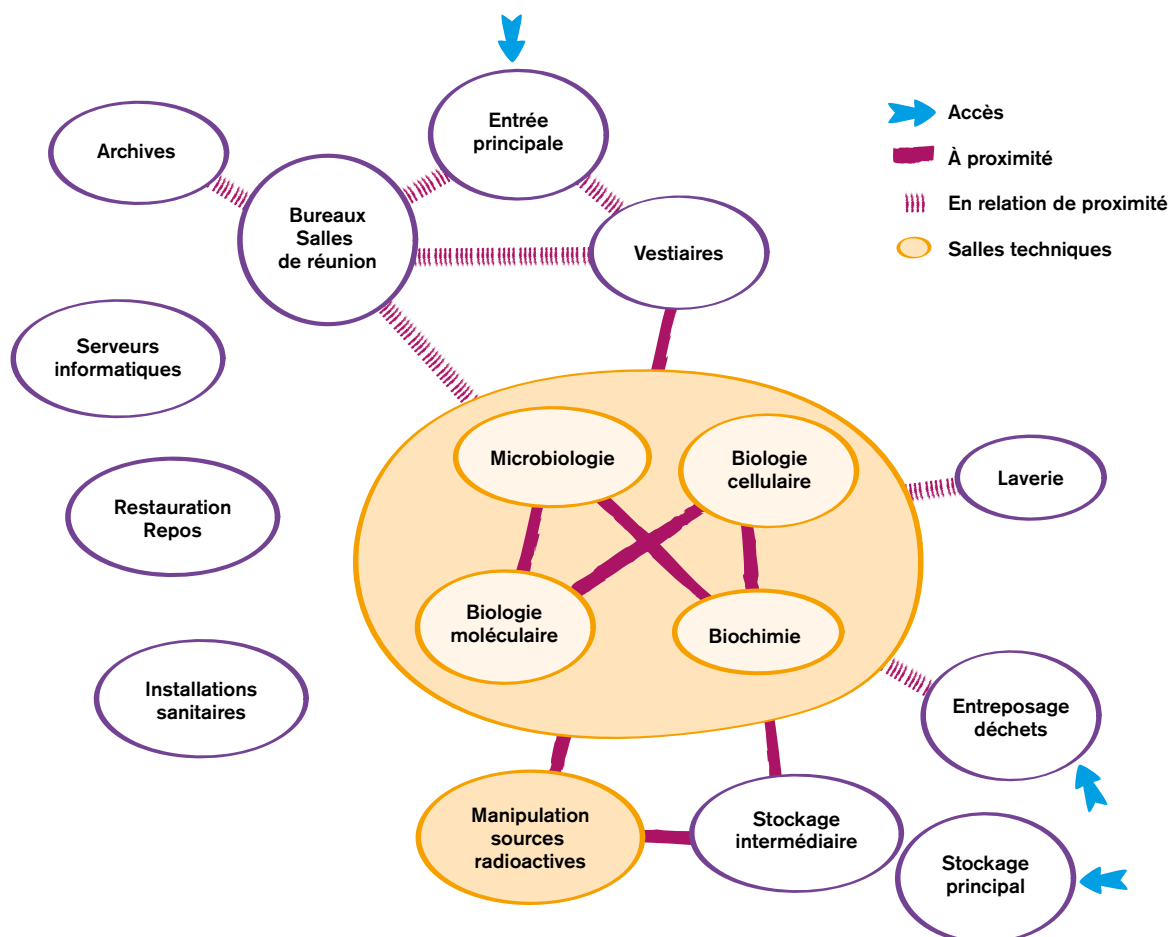 Entrée
principale
Archives
Bureaux
Salles
de réunion
Vestiaires
Accès
À proximité
En relation de proximité
Salles techniques
Serveurs
informatiques
Restauration
Repos
Installations
sanitaires
Microbiologie
Biologie
cellulaire
Biologie
moléculaire
Biochimie
Laverie
Entreposage
déchets
Manipulation
sources
radioactives
Stockage
intermédiaire
Stockage
principal